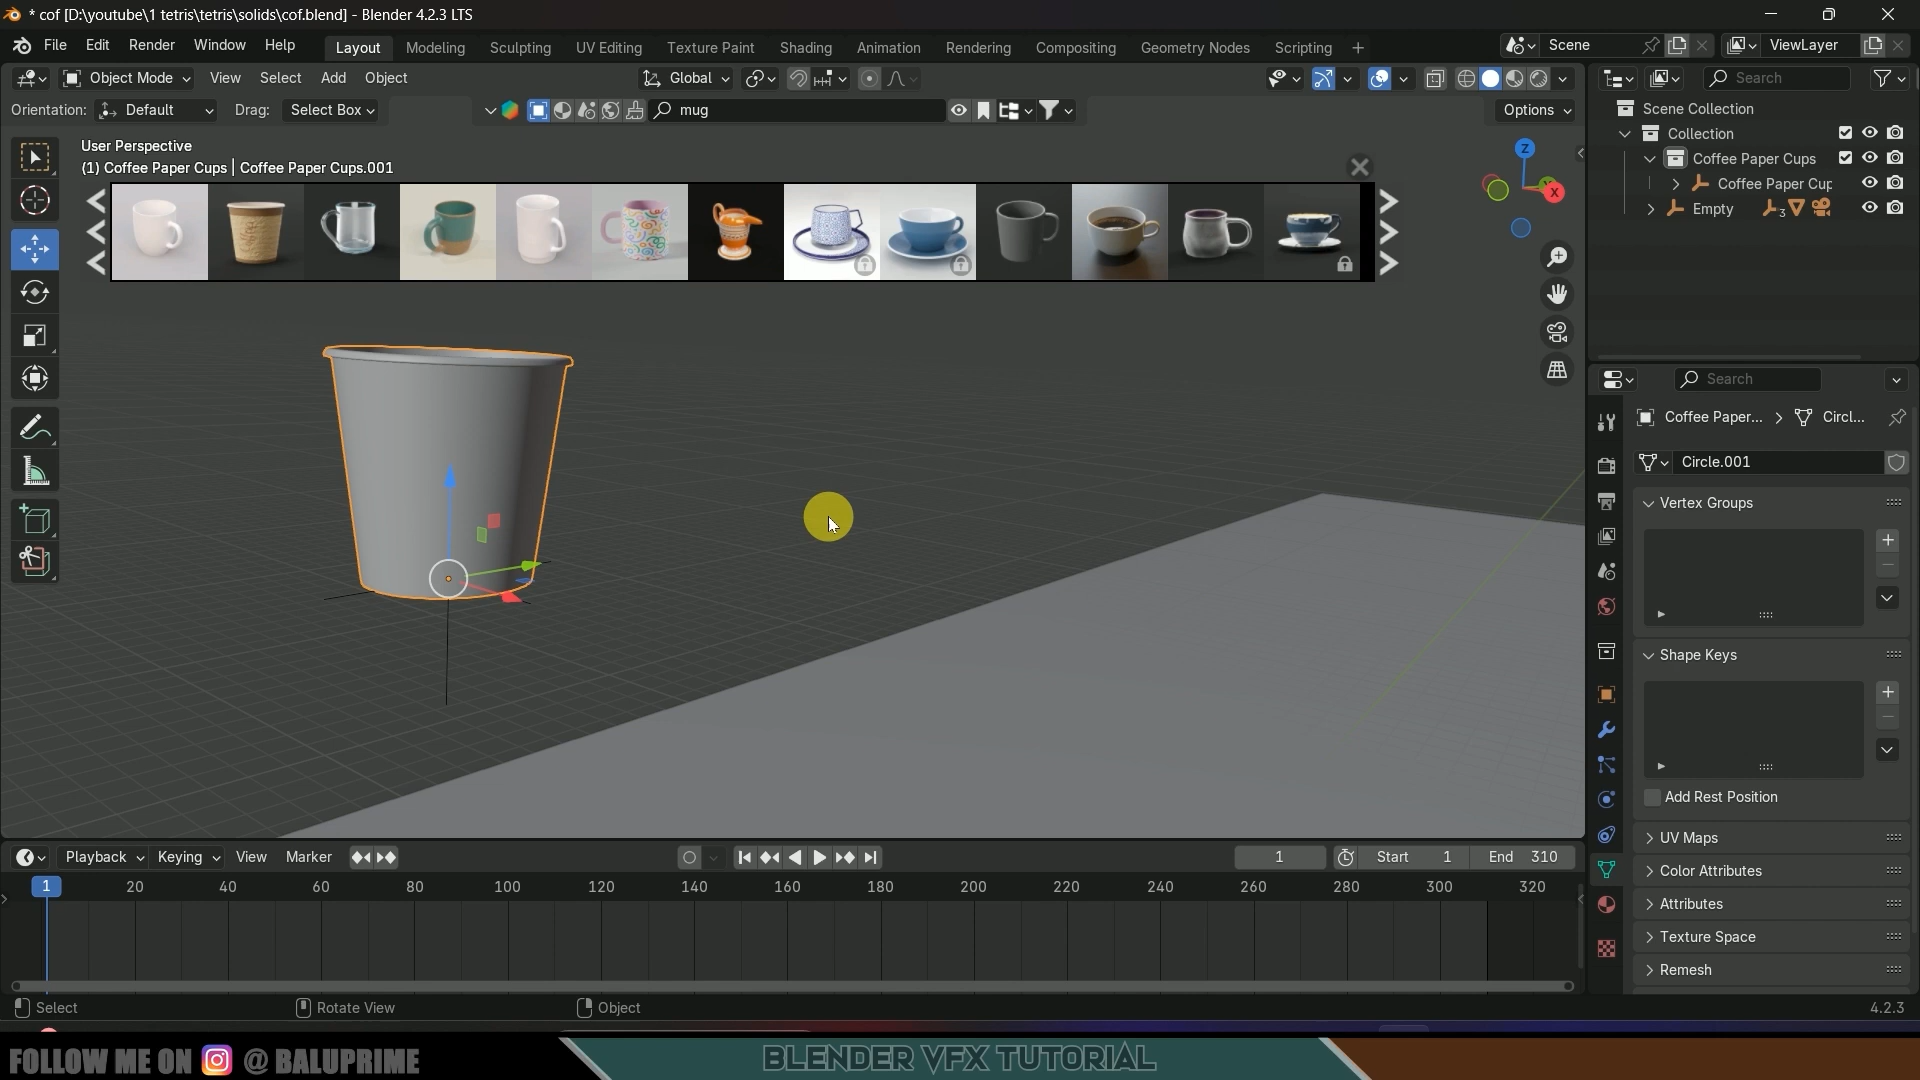 * cof [D:\youtube\1 tetris\tetris\solids\cof.blend] - Blender 4.2.3 LTS
File Edit Render Window Help Layout Modeling Sculpting UV Editing Texture Paint Shading Animation Rendering Compositing Geometry Nodes Scripting + Scene ViewLayer
Object Mode View Select Add Object Global Search
Orientation: Default Drag: Select Box mug Options
Scene Collection
Collection
Coffee Paper Cups
Coffee Paper Cup
Empty 3
User Perspective
(1) Coffee Paper Cups | Coffee Paper Cups.001
Z
X
Search
Coffee Paper... > Circl...
Circle.001
Vertex Groups
Shape Keys
Add Rest Position
UV Maps
Color Attributes
Attributes
Texture Space
Remesh
Playback Keying View Marker 1 Start 1 End 310
1 20 40 60 80 100 120 140 160 180 200 220 240 260 280 300 320
Select Rotate View Object 4.2.3
FOLLOW ME ON @ BALUPRIME BLENDER VFX TUTORIAL